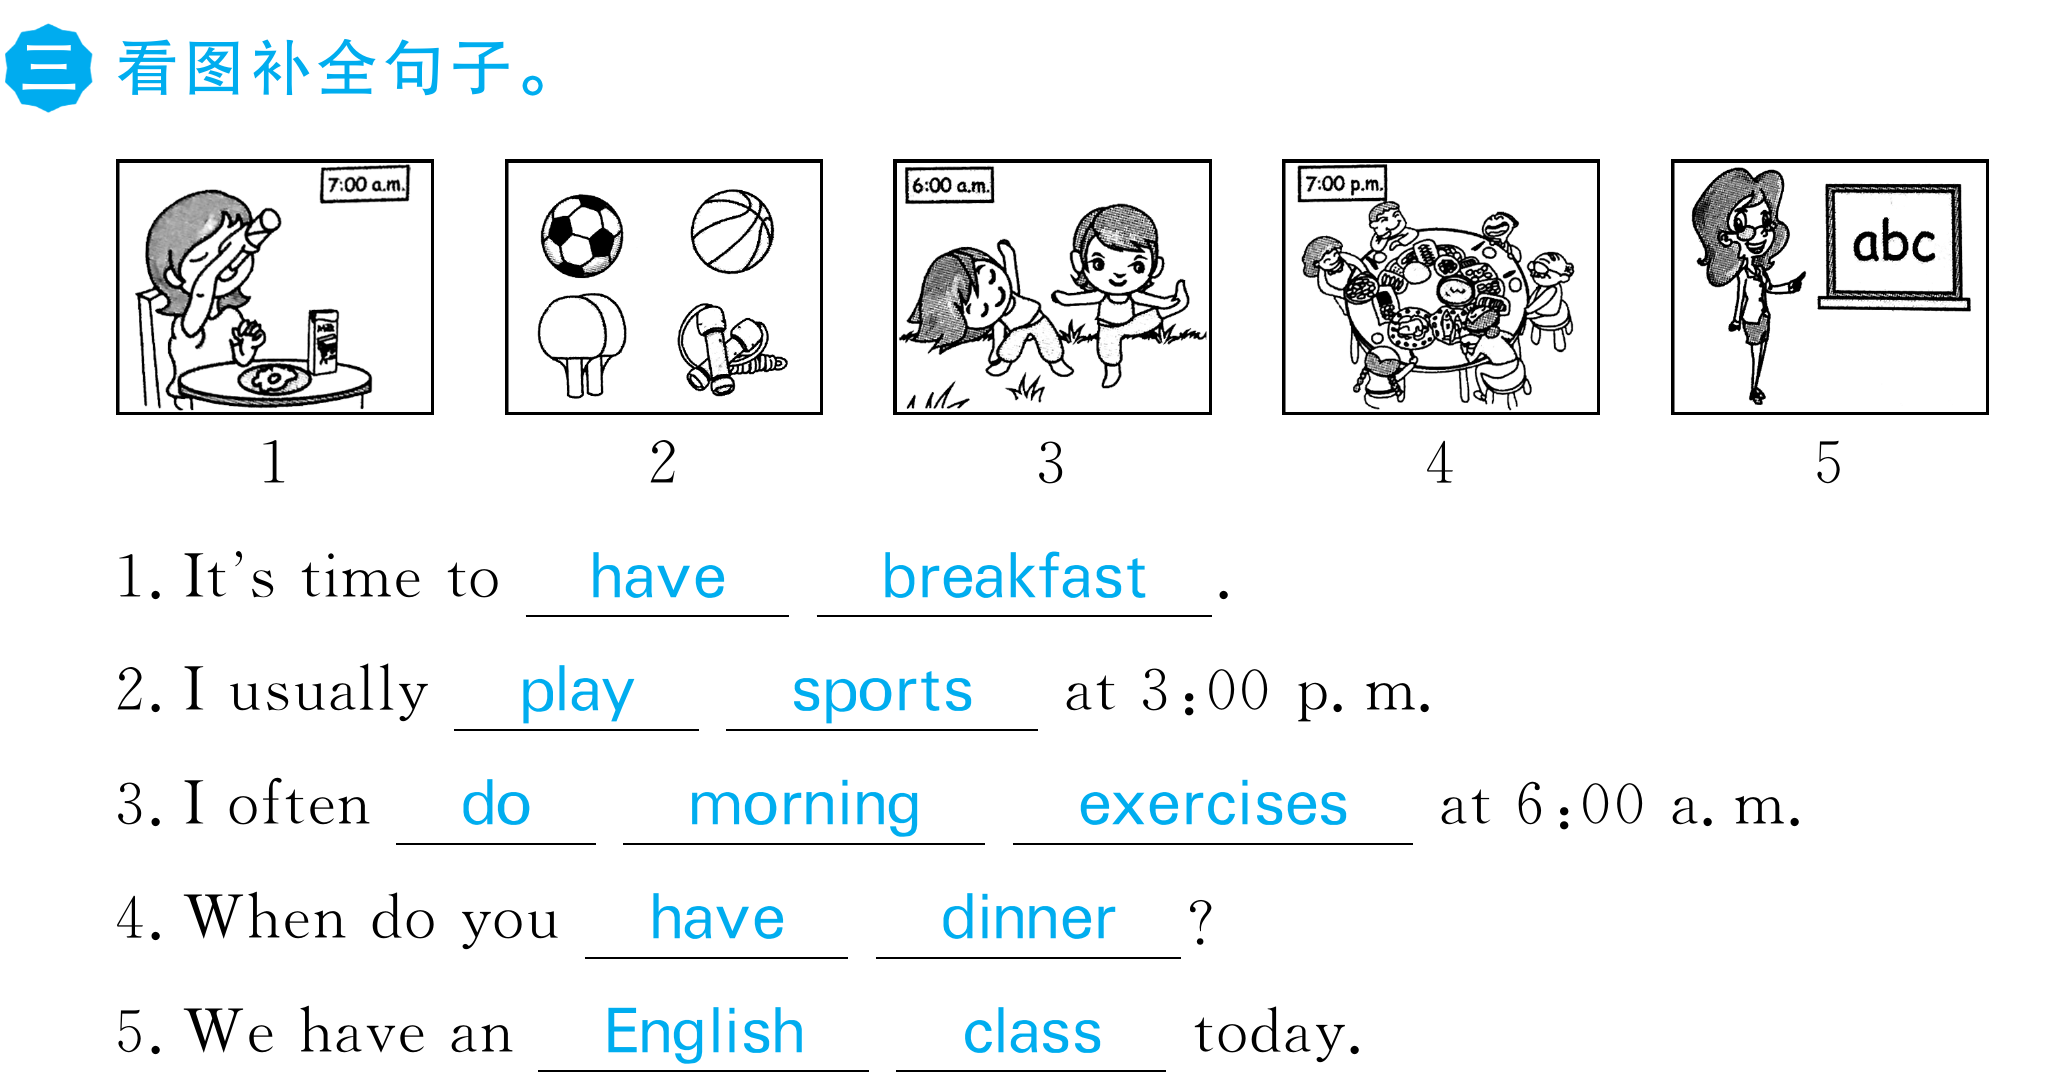 三 看图补全句子。
7:00 a.m. 6:00 a.m. 7:00 p.m. abc
1 2 3 4 5
1. It's time to have breakfast.
2. I usually play sports at 3:00 p. m.
3. I often do morning exercises at 6:00 a. m.
4. When do you have dinner?
5. We have an English class today.